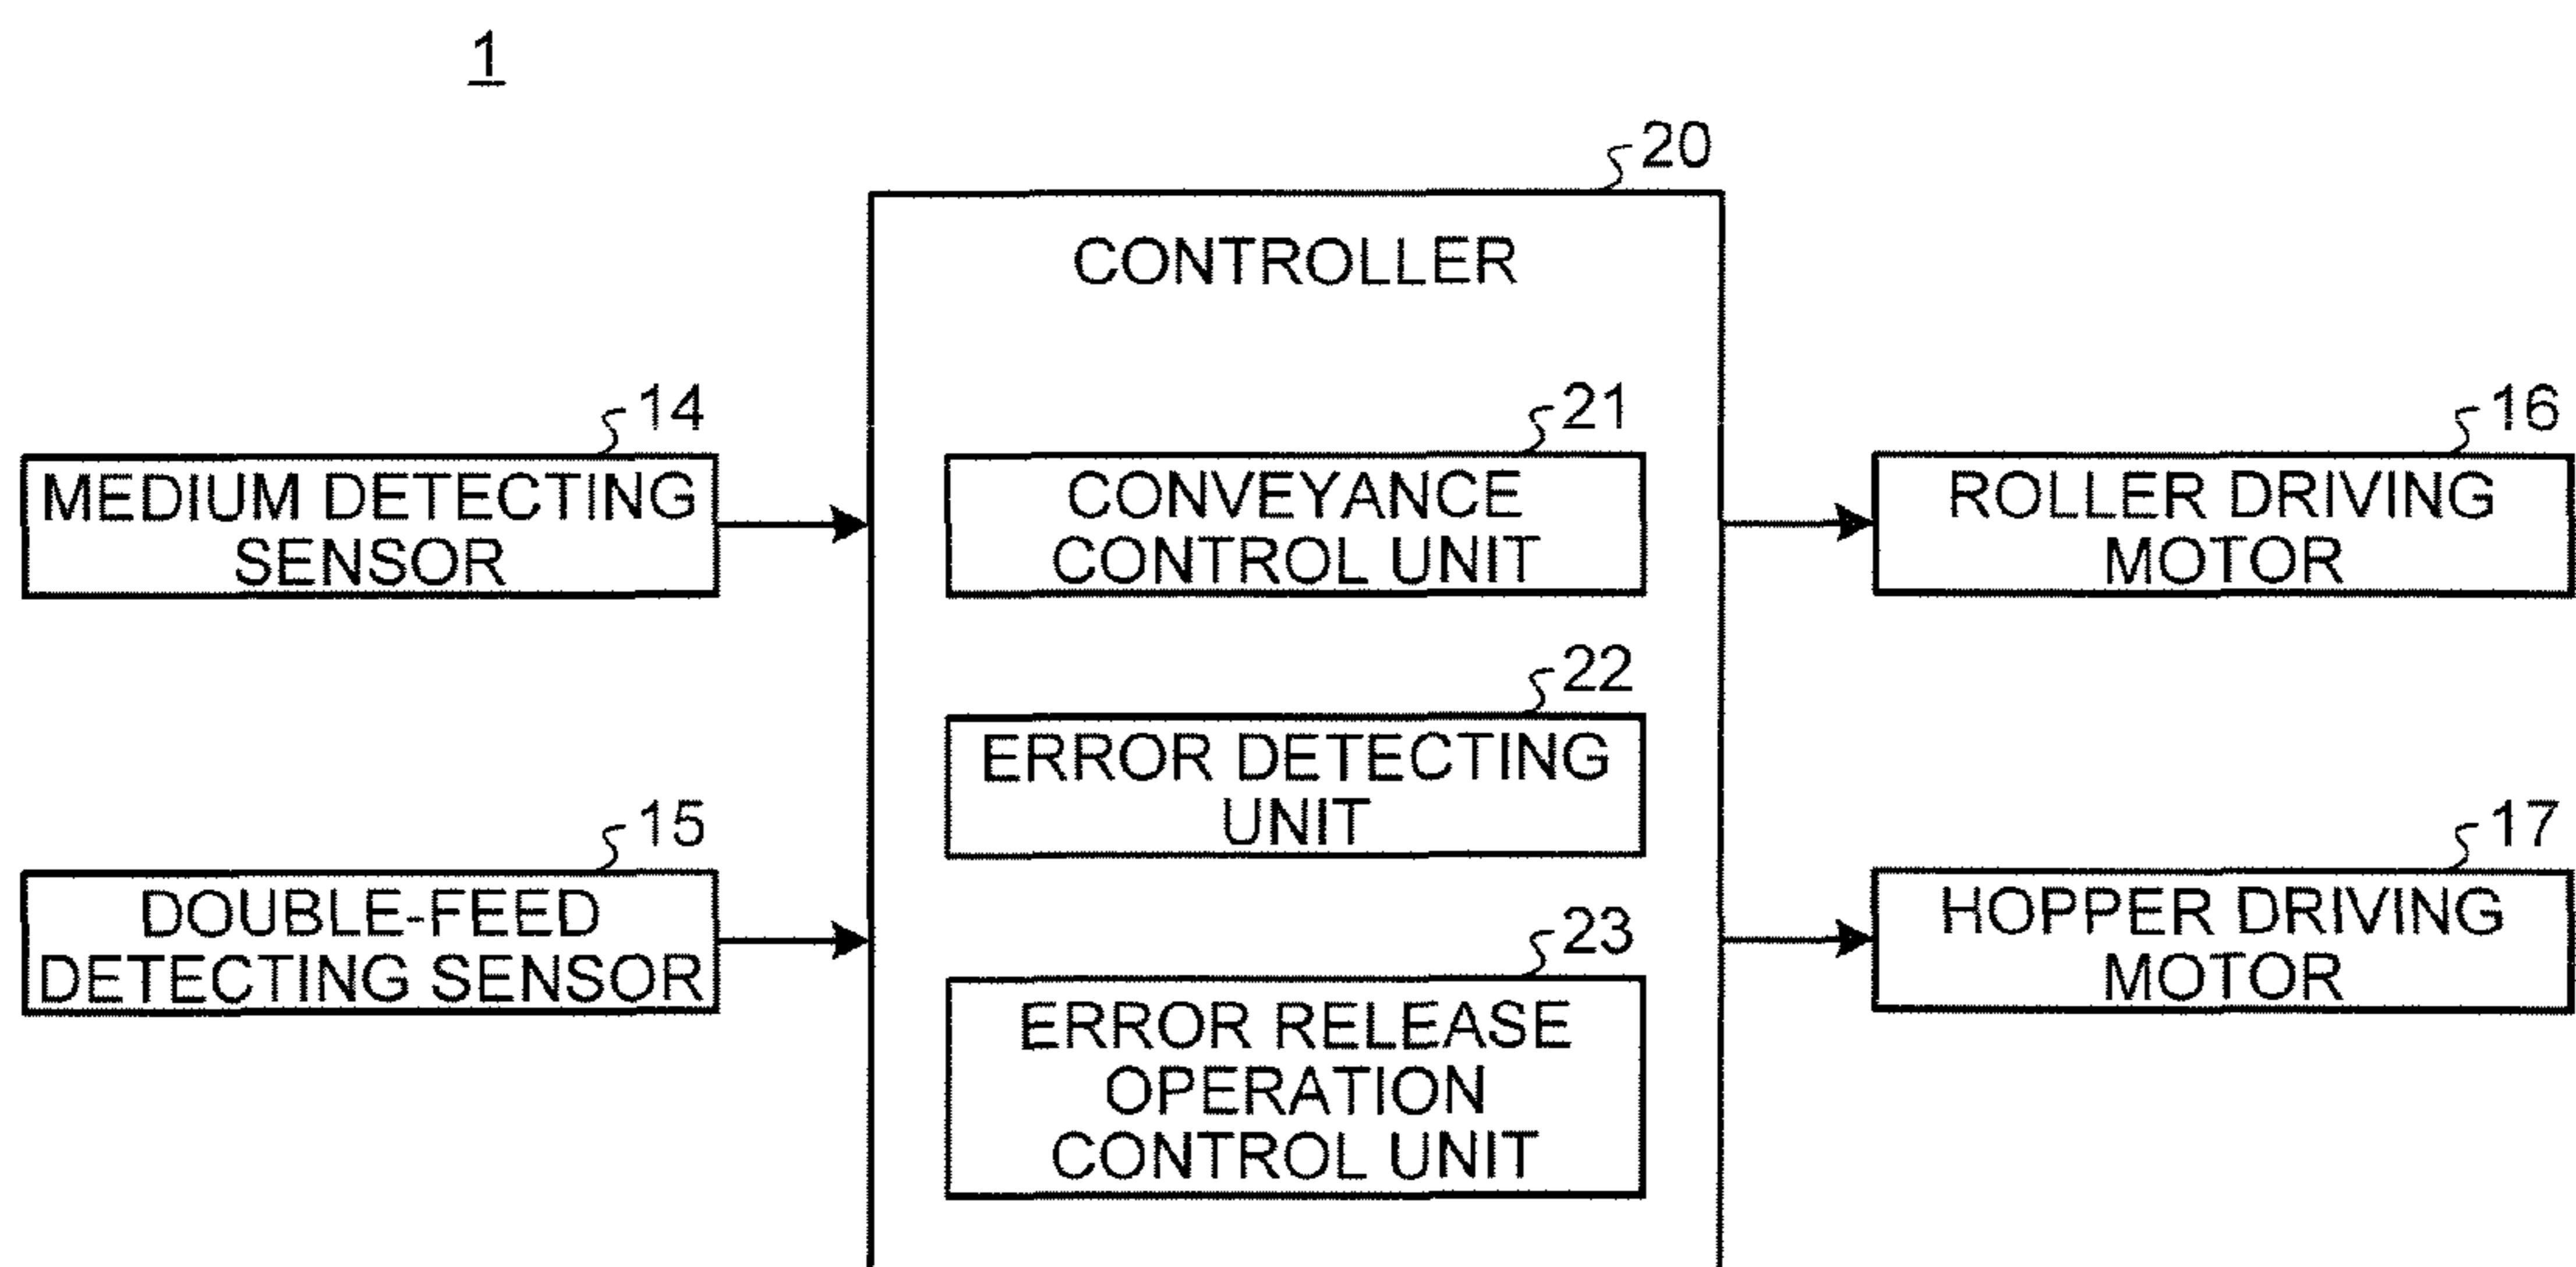 1
20
CONTROLLER
14
MEDIUM DETECTING
SENSOR
15
DOUBLE-FEED
DETECTING SENSOR
21
CONVEYANCE
CONTROL UNIT
22
ERROR DETECTING
UNIT
23
ERROR RELEASE
OPERATION
CONTROL UNIT
16
ROLLER DRIVING
MOTOR
17
HOPPER DRIVING
MOTOR